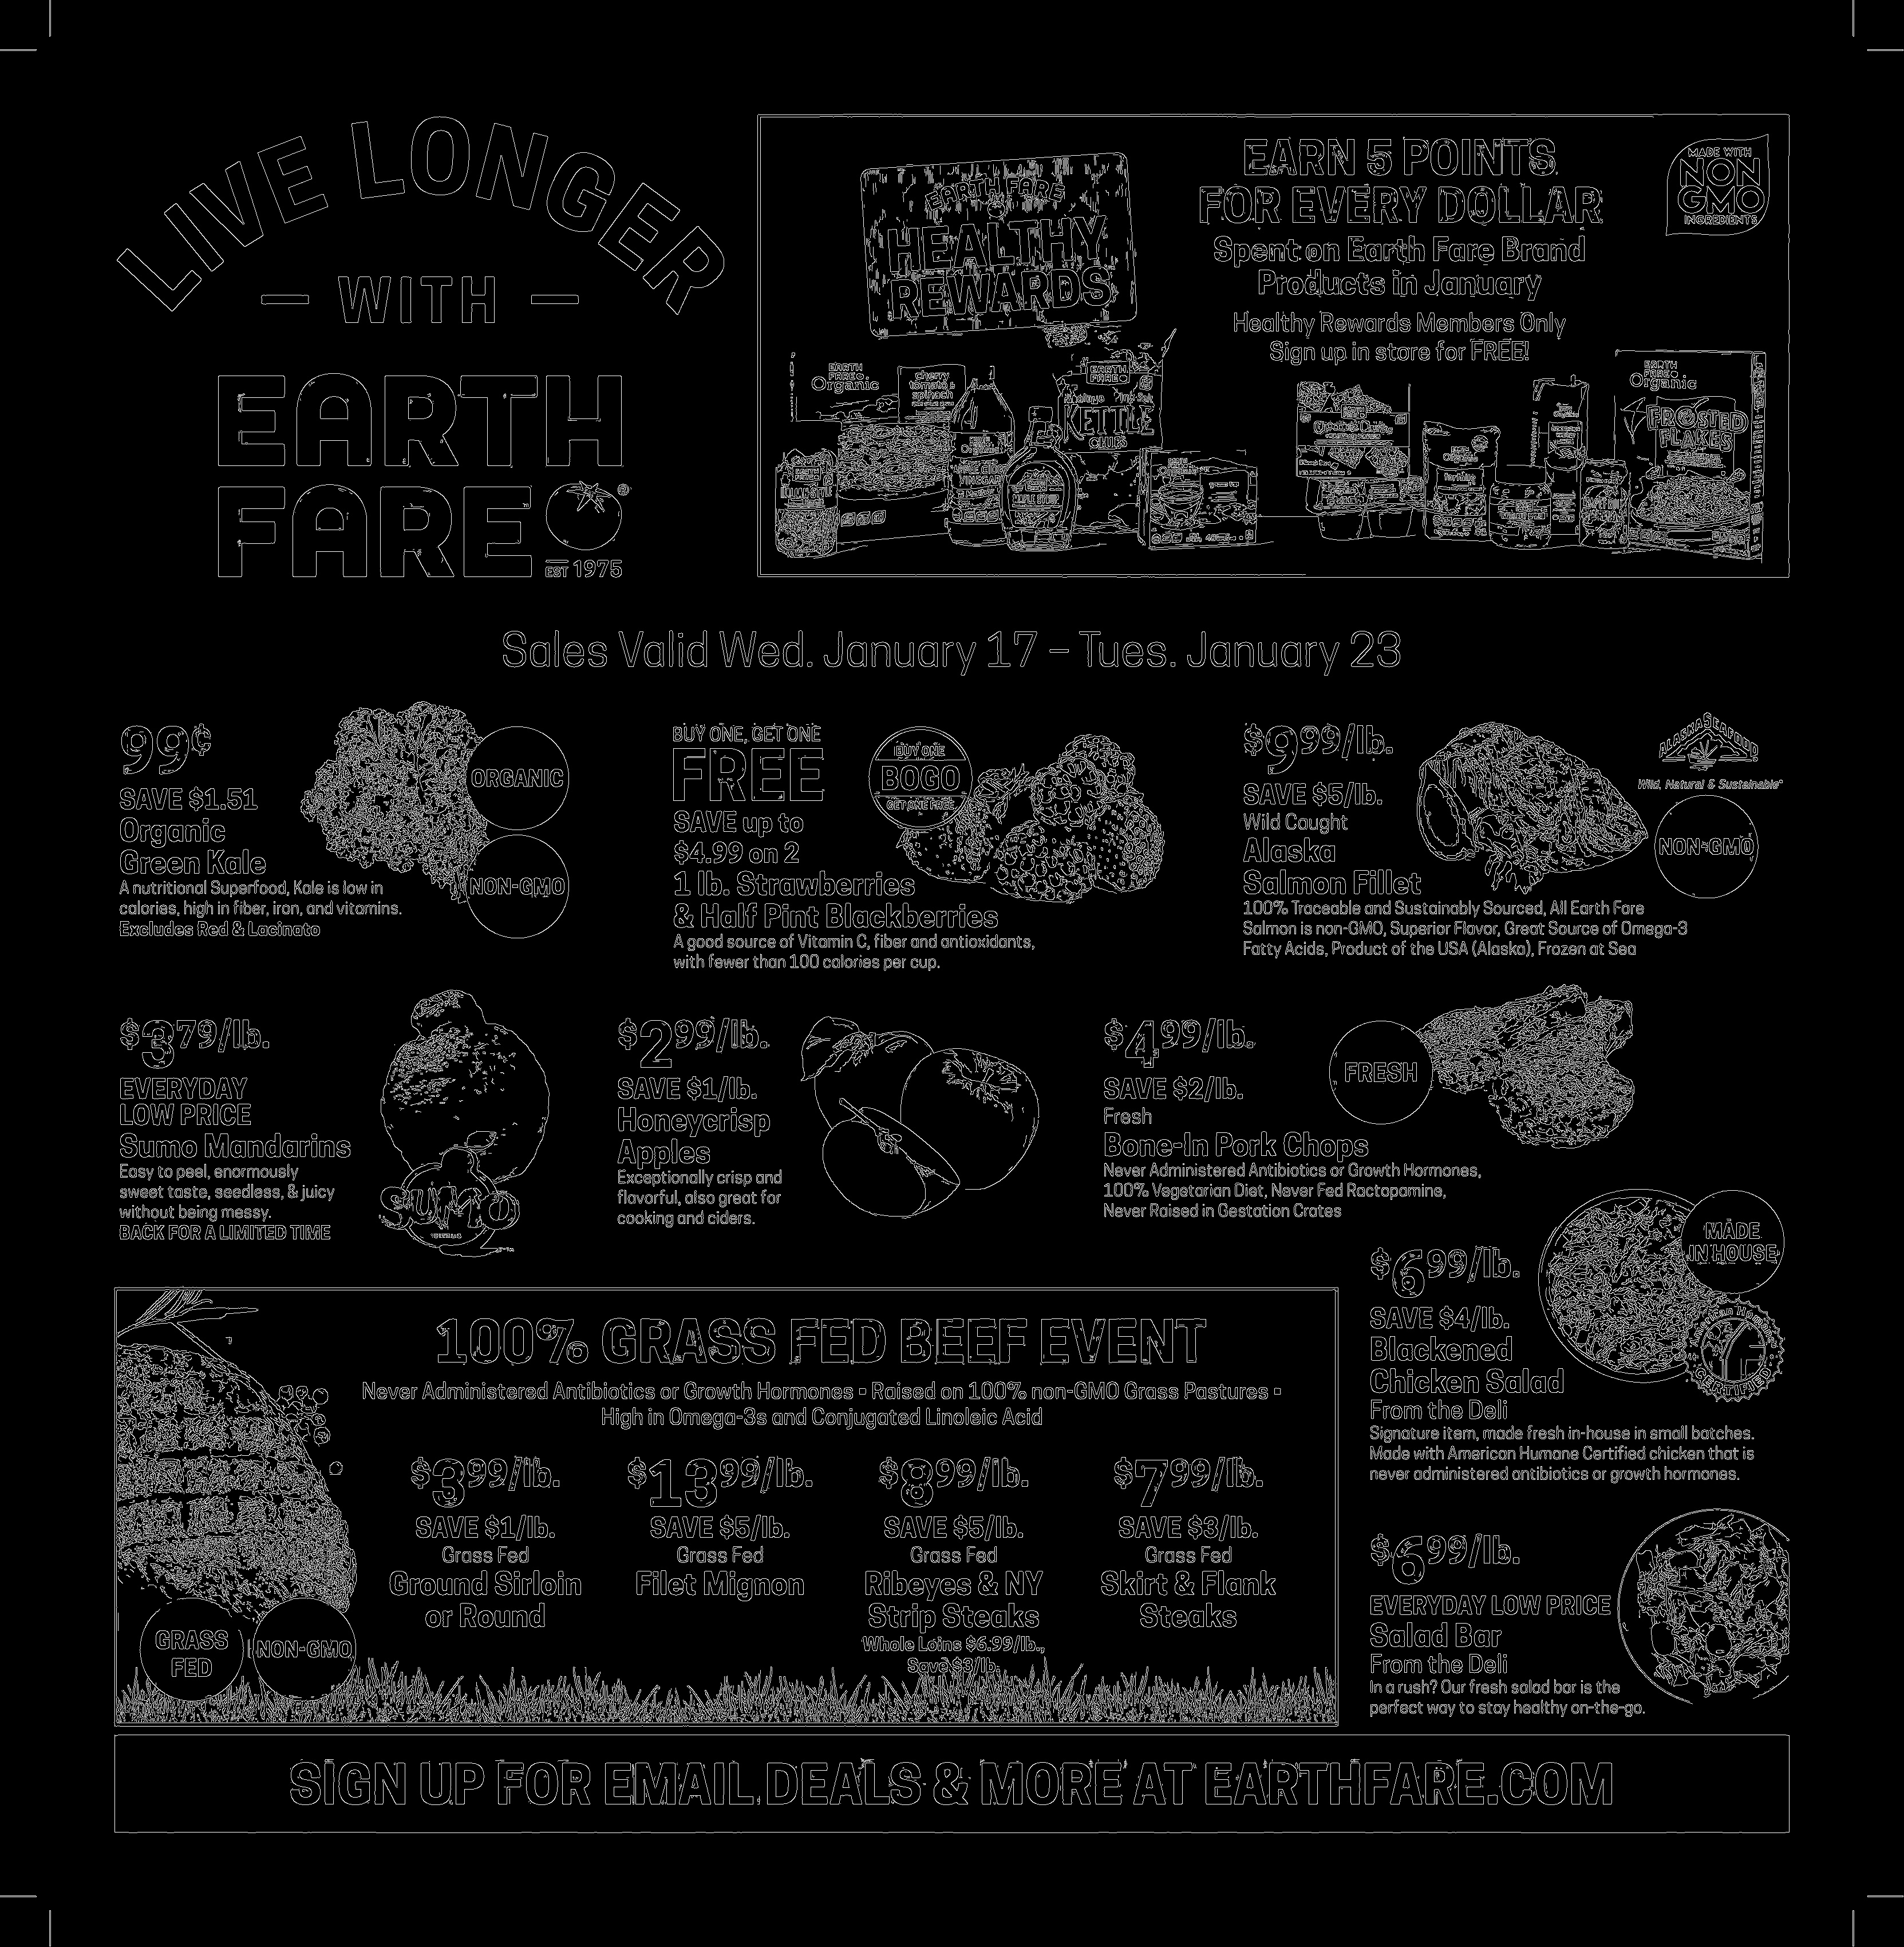 LIVE LONGER
WITH
EARTH
FARE
EST 1975
EARTH FARE
HEALTHY
REWARDS
EARN 5 POINTS
FOR EVERY DOLLAR
Spent on Earth Fare Brand
Products in January
Healthy Rewards Members Only
Sign up in store for FREE!
MADE WITH
NON
GMO
INGREDIENTS
EARTH
FARE
Organic
cherry
tomato &
spinach
EARTH
FARE
KETTLE
CHIPS
VINEGAR
MAPLE SYRUP
EARTH
FARE
Organic
FROSTED
FLAKES
Sales Valid Wed. January 17 – Tues. January 23
99¢
SAVE $1.51
Organic
Green Kale
A nutritional Superfood, Kale is low in
calories, high in fiber, iron, and vitamins.
Excludes Red & Lacinato
ORGANIC
NON-GMO
BUY ONE, GET ONE
FREE
SAVE up to
$4.99 on 2
1 lb. Strawberries
& Half Pint Blackberries
A good source of Vitamin C, fiber and antioxidants,
with fewer than 100 calories per cup.
BUY ONE
BOGO
GET ONE FREE
$9.99/lb.
SAVE $5/lb.
Wild Caught
Alaska
Salmon Fillet
100% Traceable and Sustainably Sourced, All Earth Fare
Salmon is non-GMO, Superior Flavor, Great Source of Omega-3
Fatty Acids, Product of the USA (Alaska), Frozen at Sea
ALASKA SEAFOOD
Wild, Natural & Sustainable®
NON-GMO
$3.79/lb.
EVERYDAY
LOW PRICE
Sumo Mandarins
Easy to peel, enormously
sweet taste, seedless, & juicy
without being messy.
BACK FOR A LIMITED TIME
SUMO
$2.99/lb.
SAVE $1/lb.
Honeycrisp
Apples
Exceptionally crisp and
flavorful, also great for
cooking and ciders.
$4.99/lb.
SAVE $2/lb.
Fresh
Bone-In Pork Chops
Never Administered Antibiotics or Growth Hormones,
100% Vegetarian Diet, Never Fed Ractopamine,
Never Raised in Gestation Crates
FRESH
$6.99/lb.
SAVE $4/lb.
Blackened
Chicken Salad
From the Deli
Signature item, made fresh in-house in small batches.
Made with American Humane Certified chicken that is
never administered antibiotics or growth hormones.
MADE
IN HOUSE
CERTIFIED
100% GRASS FED BEEF EVENT
Never Administered Antibiotics or Growth Hormones ▪ Raised on 100% non-GMO Grass Pastures ▪
High in Omega-3s and Conjugated Linoleic Acid
$3.99/lb.
SAVE $1/lb.
Grass Fed
Ground Sirloin
or Round
$13.99/lb.
SAVE $5/lb.
Grass Fed
Filet Mignon
$8.99/lb.
SAVE $5/lb.
Grass Fed
Ribeyes & NY
Strip Steaks
Whole Loins $6.99/lb.,
Save $3/lb.
$7.99/lb.
SAVE $3/lb.
Grass Fed
Skirt & Flank
Steaks
GRASS
FED
NON-GMO
$6.99/lb.
EVERYDAY LOW PRICE
Salad Bar
From the Deli
In a rush? Our fresh salad bar is the
perfect way to stay healthy on-the-go.
SIGN UP FOR EMAIL DEALS & MORE AT EARTHFARE.COM